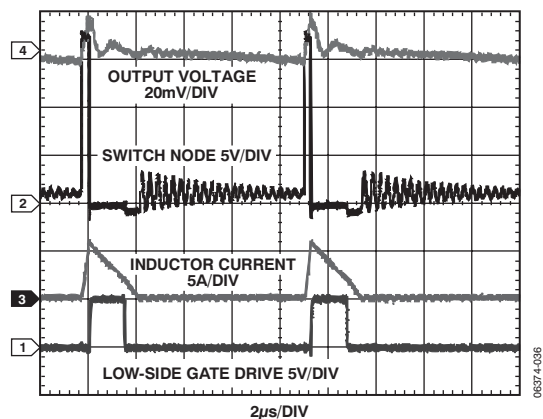 4
OUTPUT VOLTAGE
20mV/DIV
SWITCH NODE 5V/DIV
2
INDUCTOR CURRENT
5A/DIV
3
1
LOW-SIDE GATE DRIVE 5V/DIV
2µs/DIV
06374-036